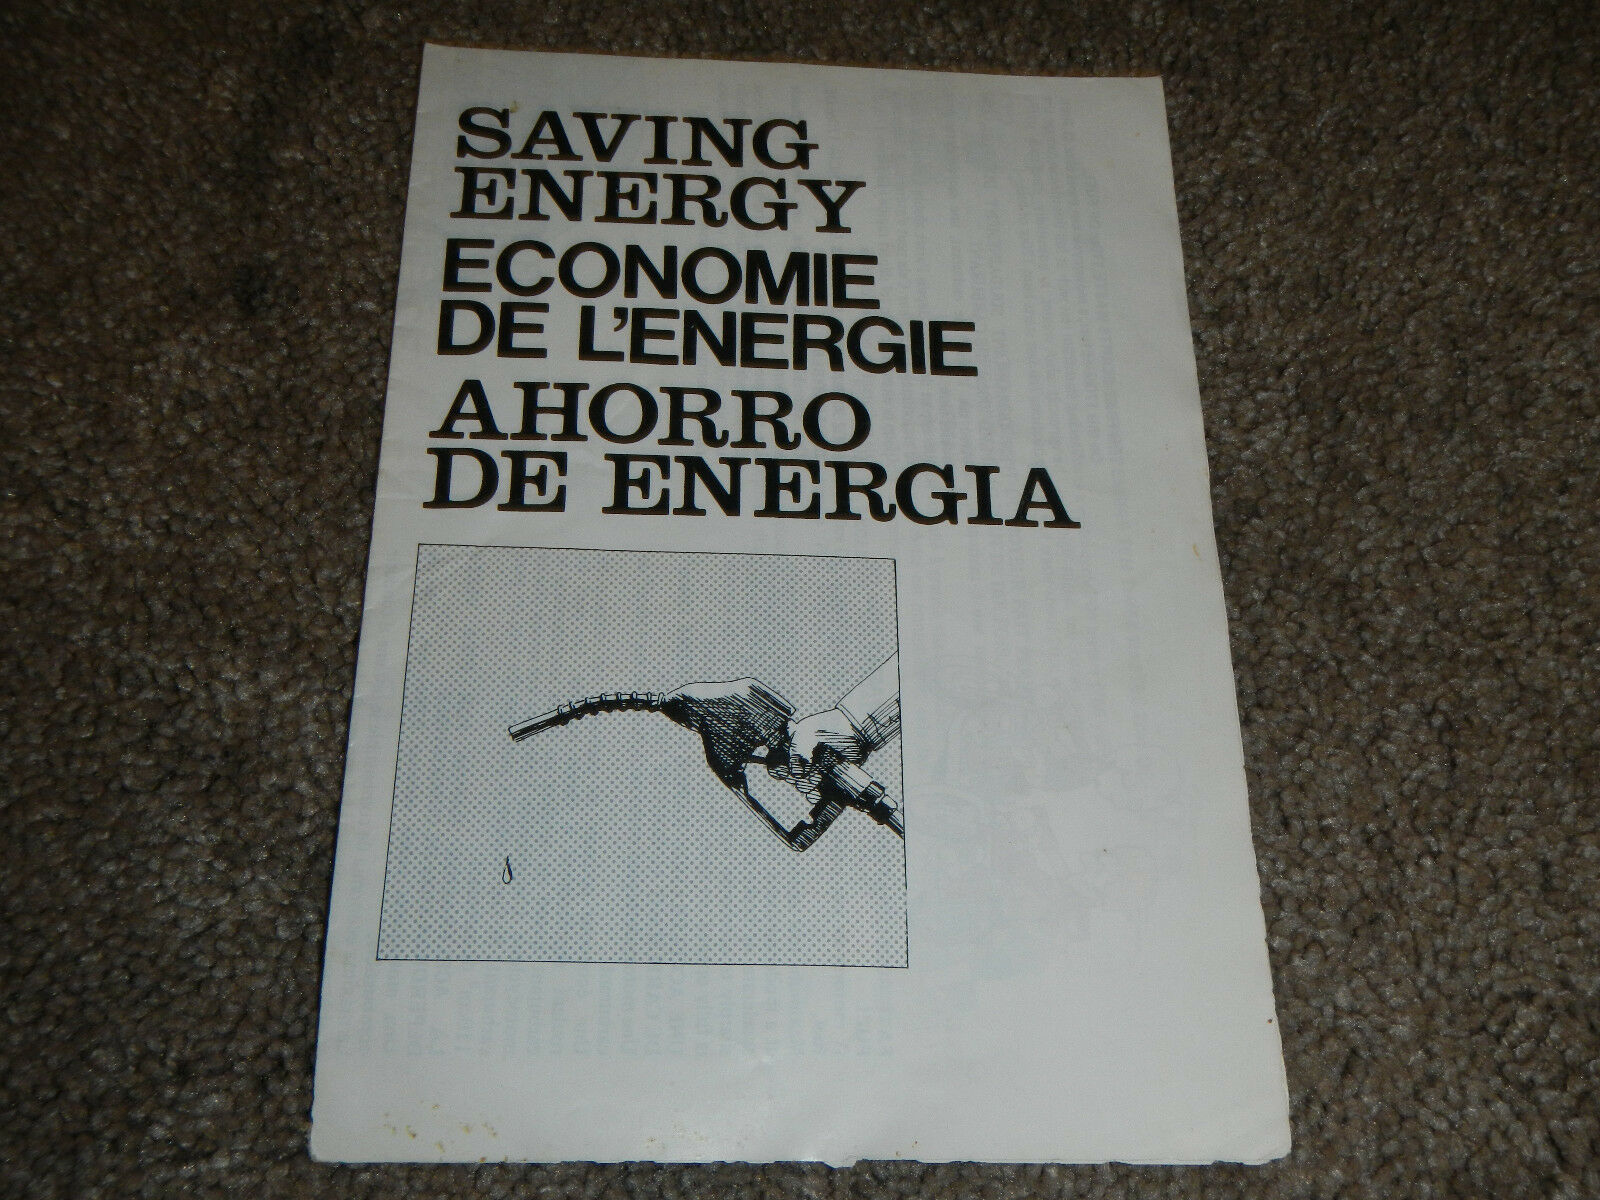 SAVING
ENERGY
ECONOMIE
DE L'ENERGIE
AHORRO
DE ENERGIA